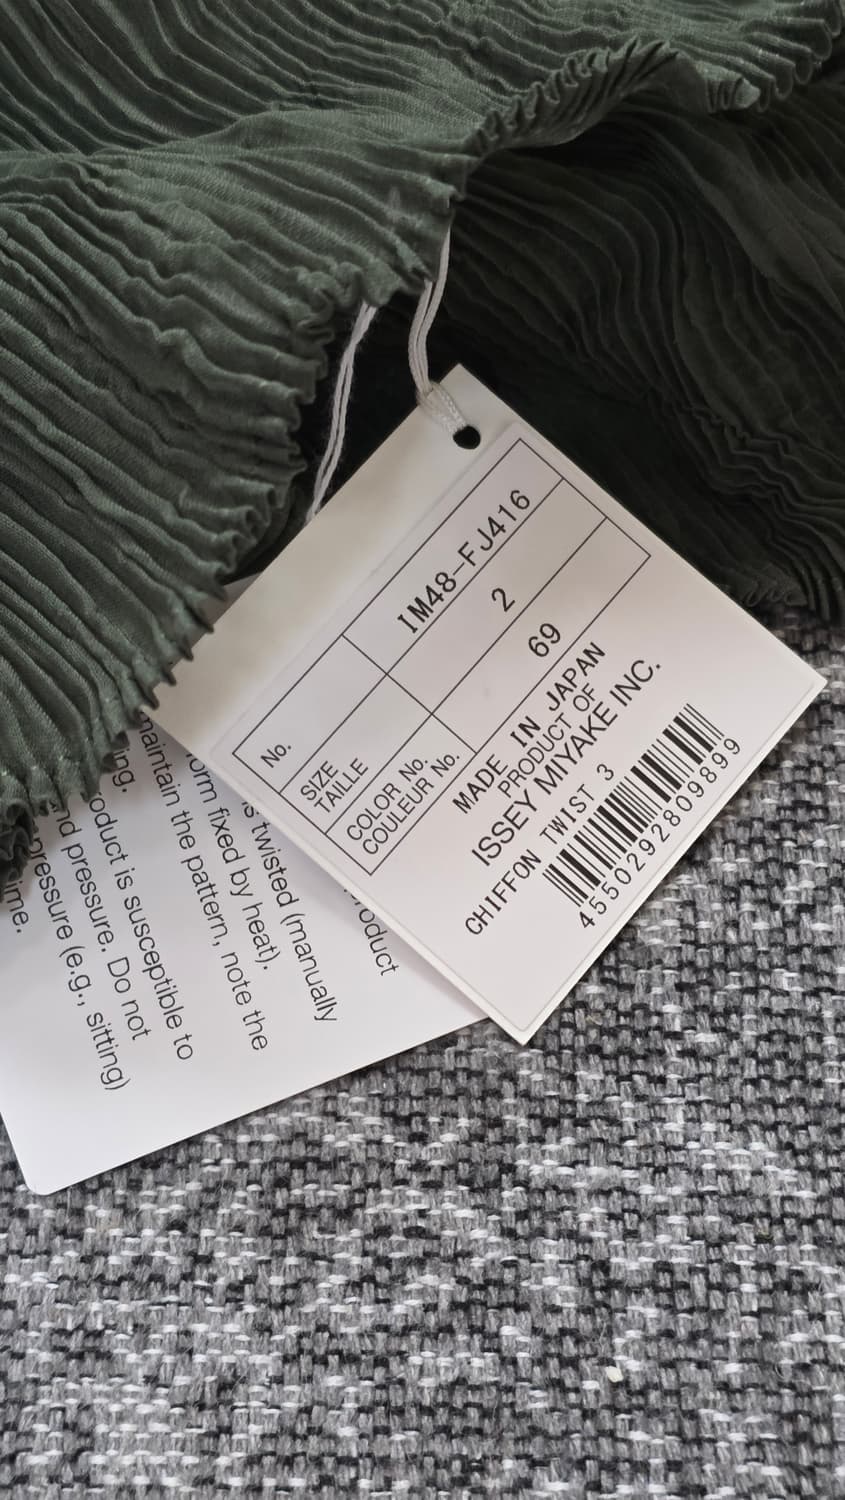 No. IM48-FJ416
SIZE 2
TAILLE
COLOR No. 69
COULEUR No.
MADE IN JAPAN
PRODUCT OF
ISSEY MIYAKE INC.
CHIFFON TWIST 3
4550292809899
roduct
is twisted (manually
orm fixed by heat).
maintain the pattern, note the
ing.
roduct is susceptible to
nd pressure. Do not
pressure (e.g., sitting)
ime.